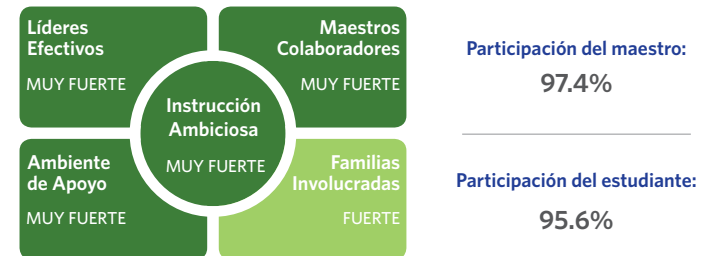 Líderes
Efectivos
MUY FUERTE
Maestros
Colaboradores
MUY FUERTE
Instrucción
Ambiciosa
MUY FUERTE
Ambiente
de Apoyo
MUY FUERTE
Familias
Involucradas
FUERTE
Participación del maestro:
97.4%
Participación del estudiante:
95.6%